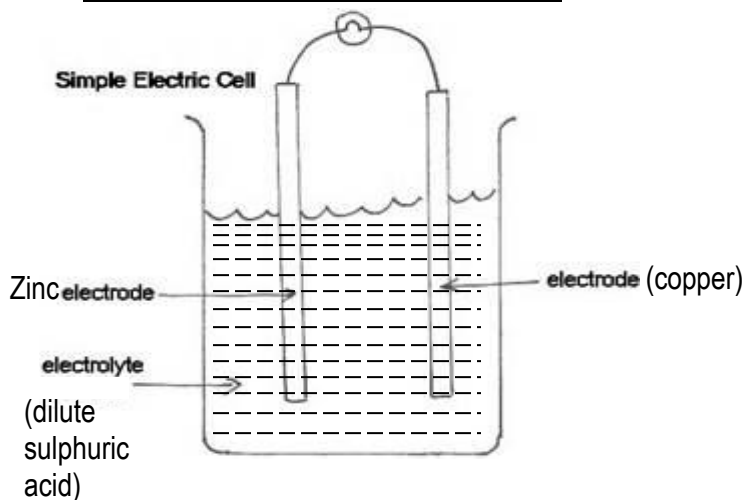 Simple Electric Cell
Zinc electrode
electrode (copper)
electrolyte
(dilute
sulphuric
acid)